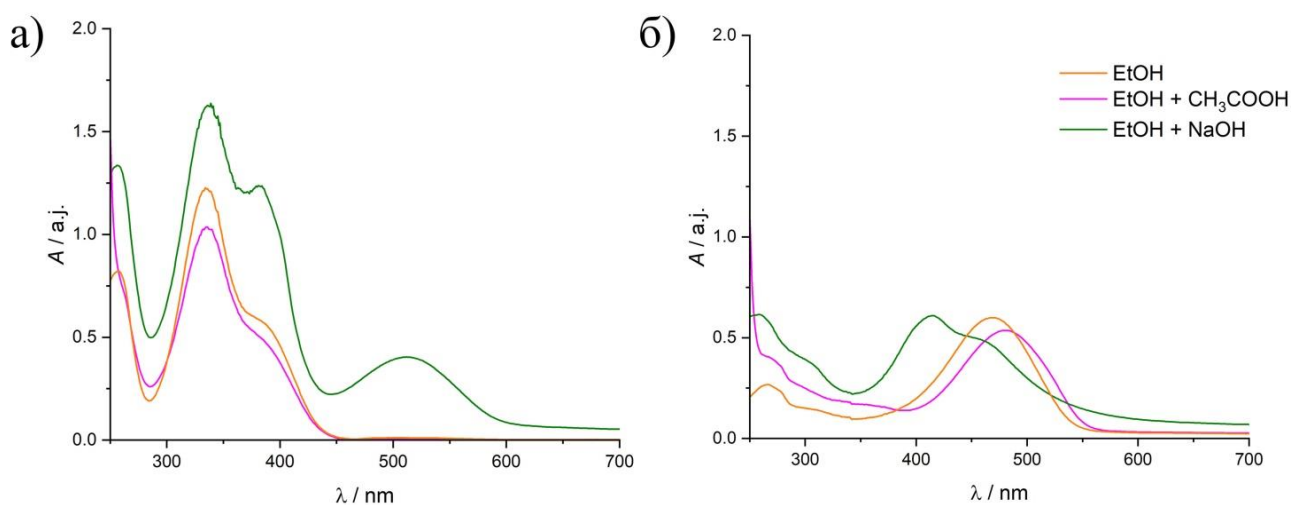 а)
2.0
1.5
1.0
0.5
0.0
A / a.j.
300 400 500 600 700
λ / nm
б)
2.0
1.5
1.0
0.5
0.0
A / a.j.
300 400 500 600 700
λ / nm
EtOH
EtOH + CH₃COOH
EtOH + NaOH